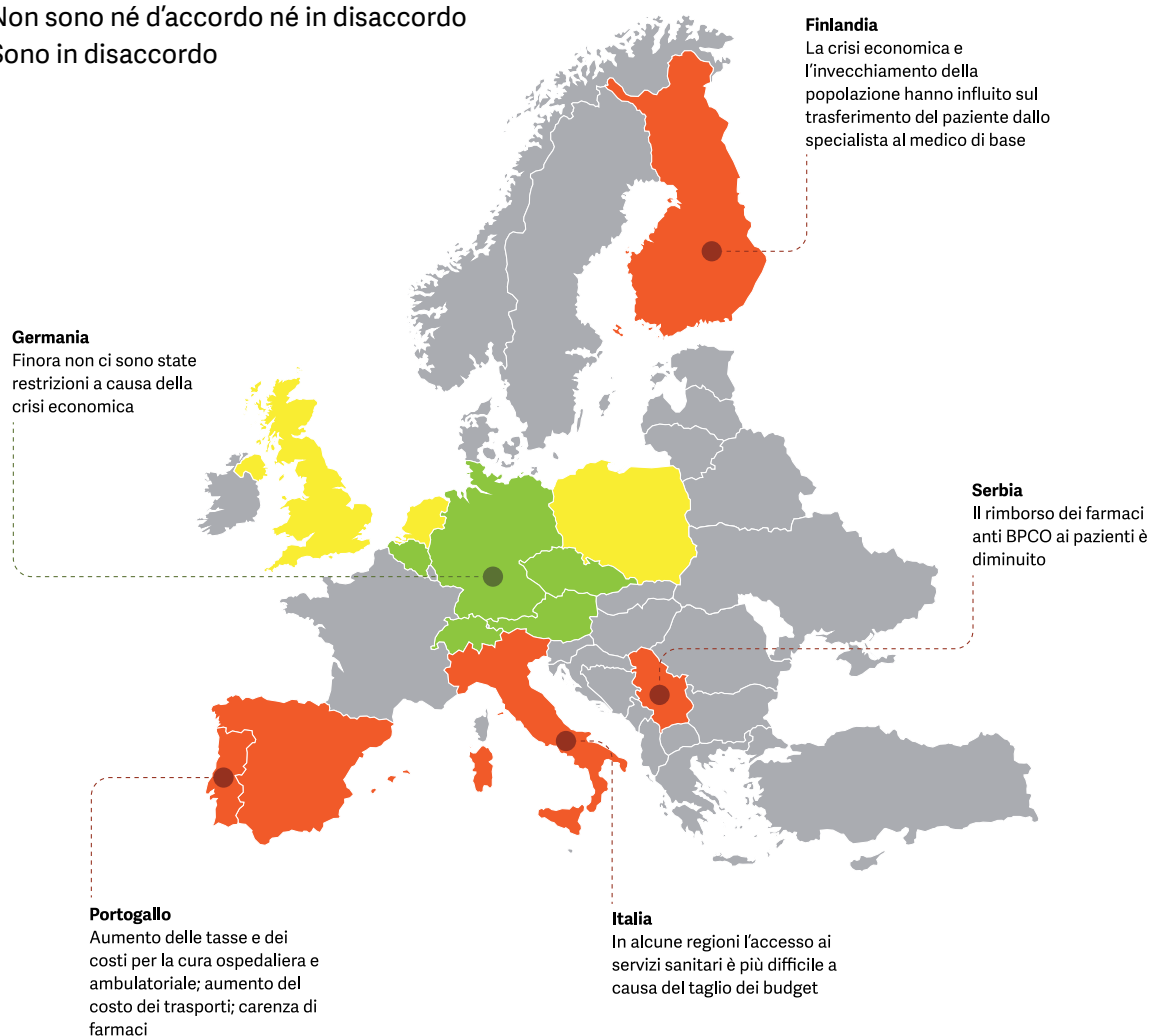 Non sono né d'accordo né in disaccordo
Sono in disaccordo
Finlandia
La crisi economica e
l'invecchiamento della
popolazione hanno influito sul
trasferimento del paziente dallo
specialista al medico di base
Germania
Finora non ci sono state
restrizioni a causa della
crisi economica
Serbia
Il rimborso dei farmaci
anti BPCO ai pazienti è
diminuito
Portogallo
Aumento delle tasse e dei
costi per la cura ospedaliera e
ambulatoriale; aumento del
costo dei trasporti; carenza di
farmaci
Italia
In alcune regioni l'accesso ai
servizi sanitari è più difficile a
causa del taglio dei budget